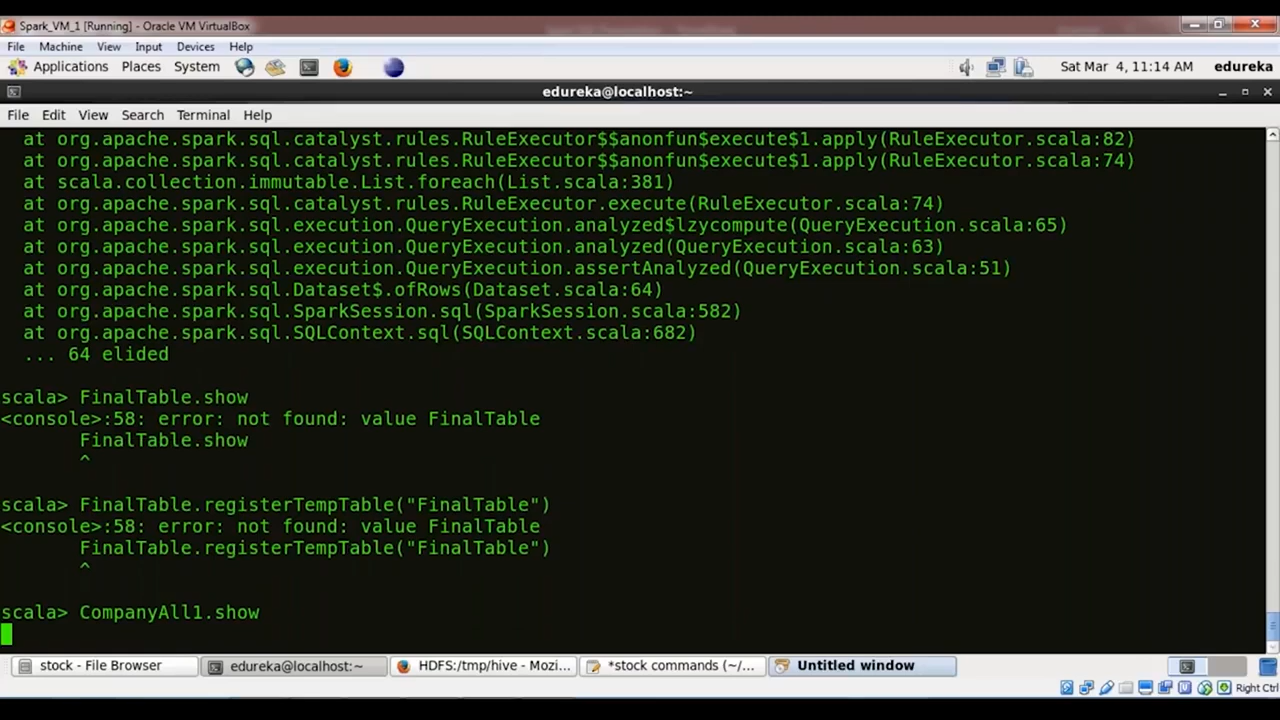 Spark_VM_1 [Running] - Oracle VM VirtualBox
File Machine View Input Devices Help
Applications Places System Sat Mar 4, 11:14 AM edureka
edureka@localhost:~
File Edit View Search Terminal Help
at org.apache.spark.sql.catalyst.rules.RuleExecutor$$anonfun$execute$1.apply(RuleExecutor.scala:82)
at org.apache.spark.sql.catalyst.rules.RuleExecutor$$anonfun$execute$1.apply(RuleExecutor.scala:74)
at scala.collection.immutable.List.foreach(List.scala:381)
at org.apache.spark.sql.catalyst.rules.RuleExecutor.execute(RuleExecutor.scala:74)
at org.apache.spark.sql.execution.QueryExecution.analyzed$lzycompute(QueryExecution.scala:65)
at org.apache.spark.sql.execution.QueryExecution.analyzed(QueryExecution.scala:63)
at org.apache.spark.sql.execution.QueryExecution.assertAnalyzed(QueryExecution.scala:51)
at org.apache.spark.sql.Dataset$.ofRows(Dataset.scala:64)
at org.apache.spark.sql.SparkSession.sql(SparkSession.scala:582)
at org.apache.spark.sql.SQLContext.sql(SQLContext.scala:682)
... 64 elided
scala> FinalTable.show
<console>:58: error: not found: value FinalTable
FinalTable.show
^
scala> FinalTable.registerTempTable("FinalTable")
<console>:58: error: not found: value FinalTable
FinalTable.registerTempTable("FinalTable")
^
scala> CompanyAll1.show
stock - File Browser edureka@localhost:~ HDFS:/tmp/hive - Mozi... *stock commands (~/... Untitled window
Right Ctrl